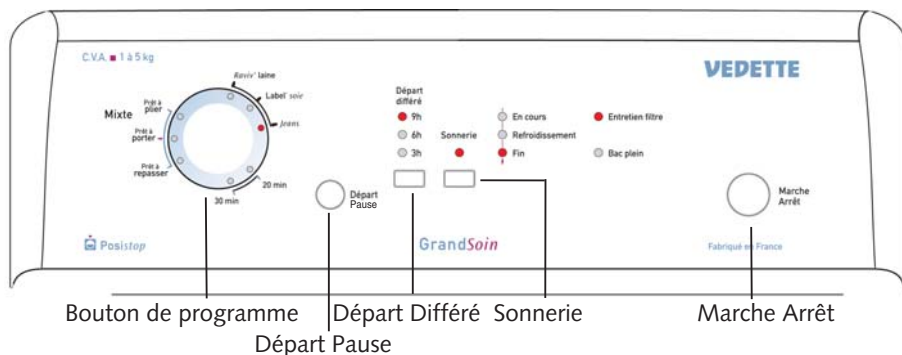 C.V.A. 1 à 5 kg
VEDETTE
Raviv' laine
Label' soie
Jeans
Mixte
Prêt à
plier
Prêt à
porter
Prêt à
repasser
20 min
30 min
Départ
Pause
Départ
différé
9h
6h
3h
Sonnerie
En cours
Refroidissement
Fin
Entretien filtre
Bac plein
Marche
Arrêt
Posistop
GrandSoin
Fabriqué en France
Bouton de programme
Départ Différé
Sonnerie
Marche Arrêt
Départ Pause